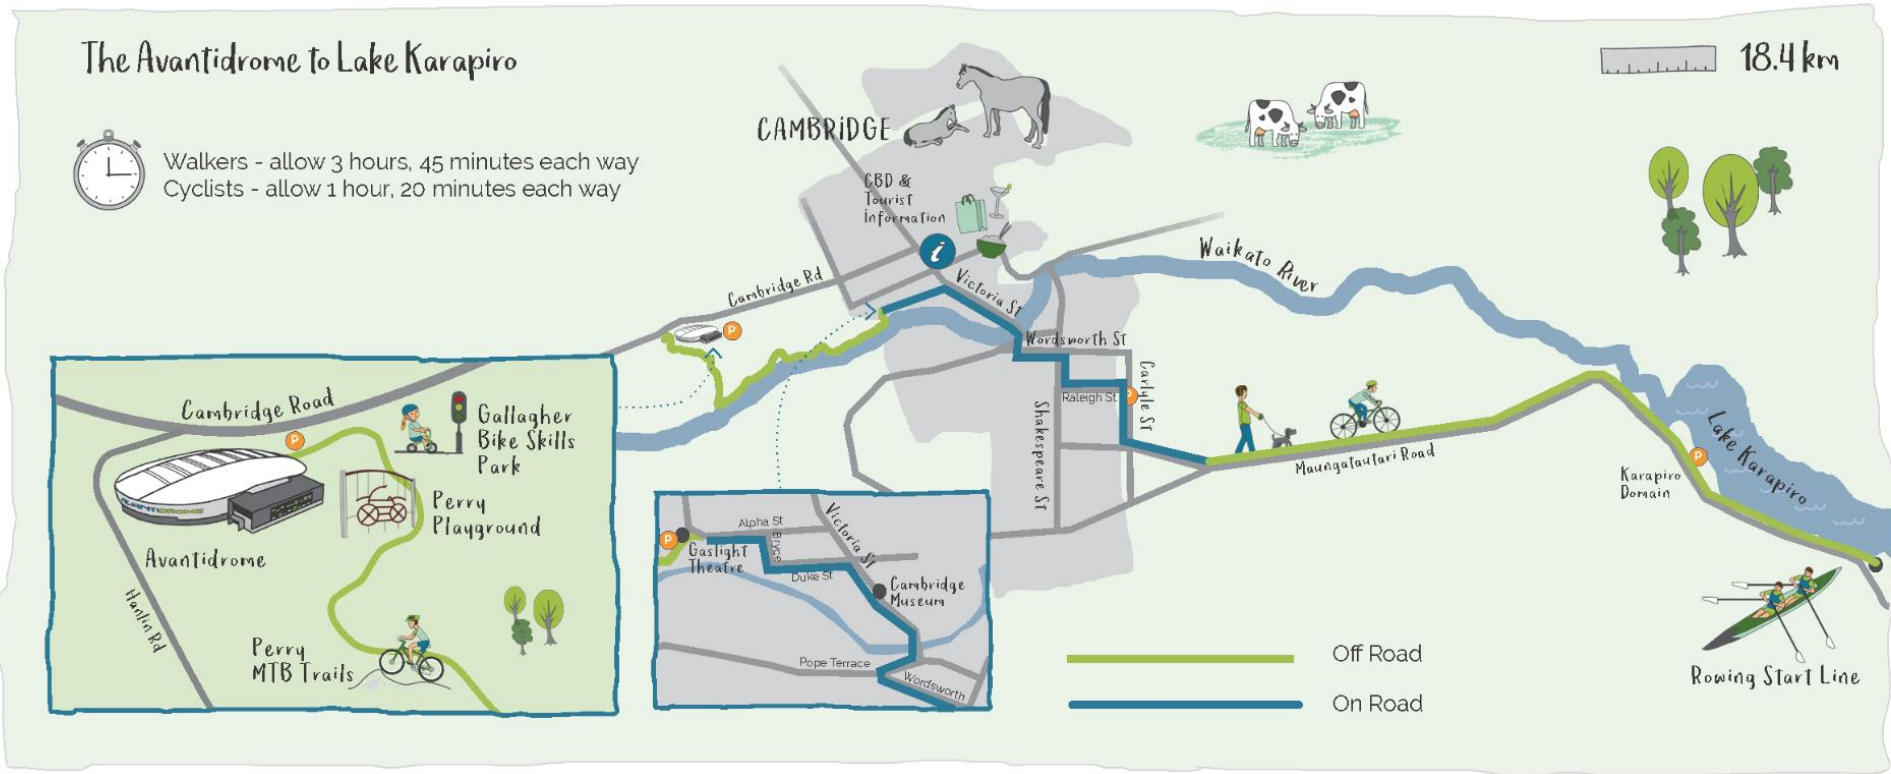 The Avantidrome to Lake Karapiro
18.4 km
Walkers - allow 3 hours, 45 minutes each way
Cyclists - allow 1 hour, 20 minutes each way
CAMBRIDGE
CBD &
Tourist
Information
i
Cambridge Rd
P
Victoria St
Waikato River
Wordsworth St
Carlyle St
Raleigh St
P
Shakespeare St
Maungatautari Road
Karapiro
Domain
P
Lake Karapiro
Rowing Start Line
Cambridge Road
P
Gallagher
Bike Skills
Park
Perry
Playground
AVANTIDROME
Avantidrome
Hanlin Rd
Perry
MTB Trails
P
Gaslight
Theatre
Alpha St
Bryce
Victoria St
Duke St
Cambridge
Museum
Pope Terrace
Wordsworth
Off Road
On Road